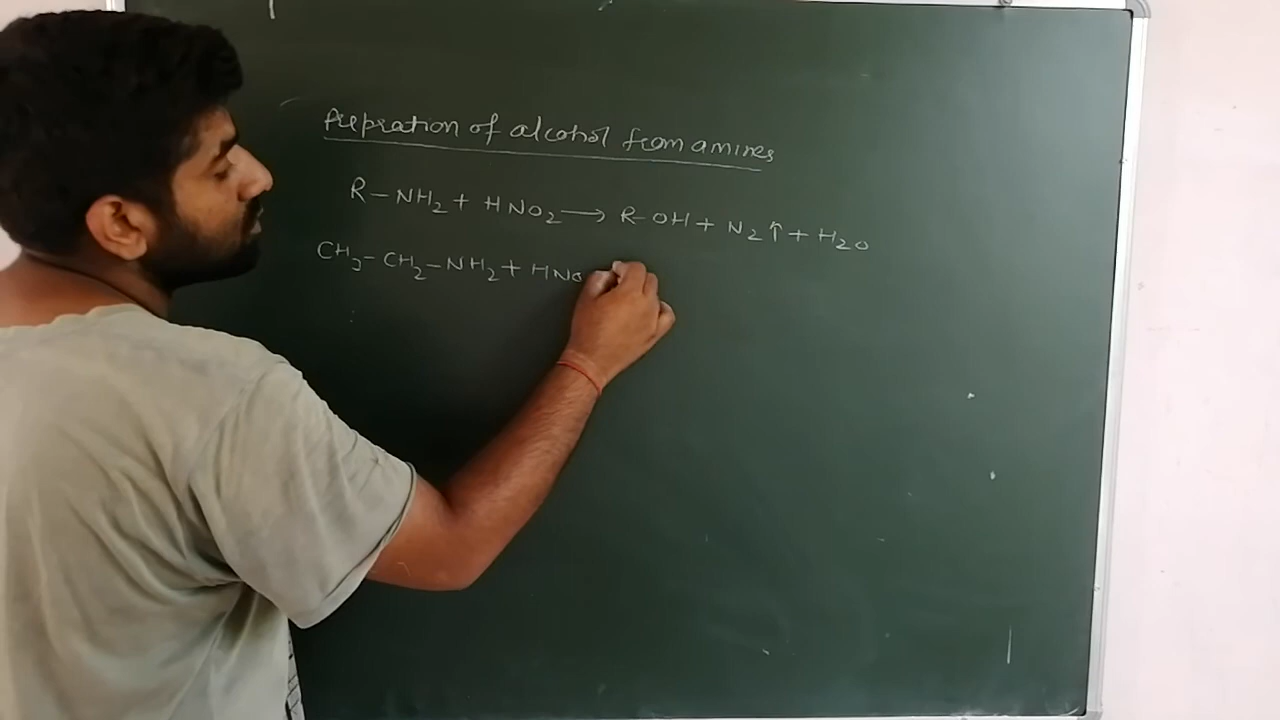 Prepration of alcohol from amines
R-NH₂ + HNO₂ → R-OH + N₂↑ + H₂O
CH₃-CH₂-NH₂ + HNO